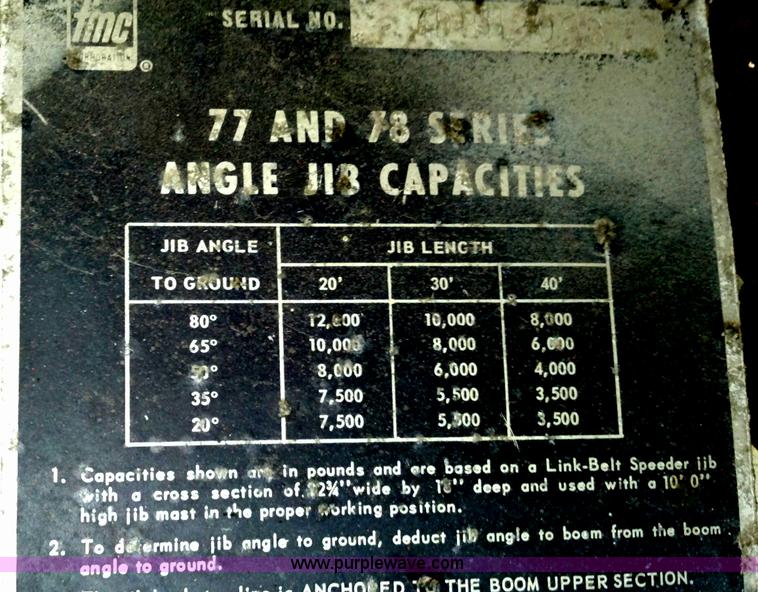 fmc
CORPORATION
®
SERIAL NO.
77 AND 78 SERIES
ANGLE JIB CAPACITIES
JIB ANGLE JIB LENGTH
TO GROUND 20' 30' 40'
80° 12,000 10,000 8,000
65° 10,000 8,000 6,000
50° 8,000 6,000 4,000
35° 7,500 5,500 3,500
20° 7,500 5,500 3,500
1. Capacities shown are in pounds and are based on a Link-Belt Speeder jib
with a cross section of 12¾" wide by 18" deep and used with a 10' 0"
high jib mast in the proper working position.
2. To determine jib angle to ground, deduct jib angle to boom from the boom
angle to ground.
www.purplewave.com
line is ANCHORED TO THE BOOM UPPER SECTION.